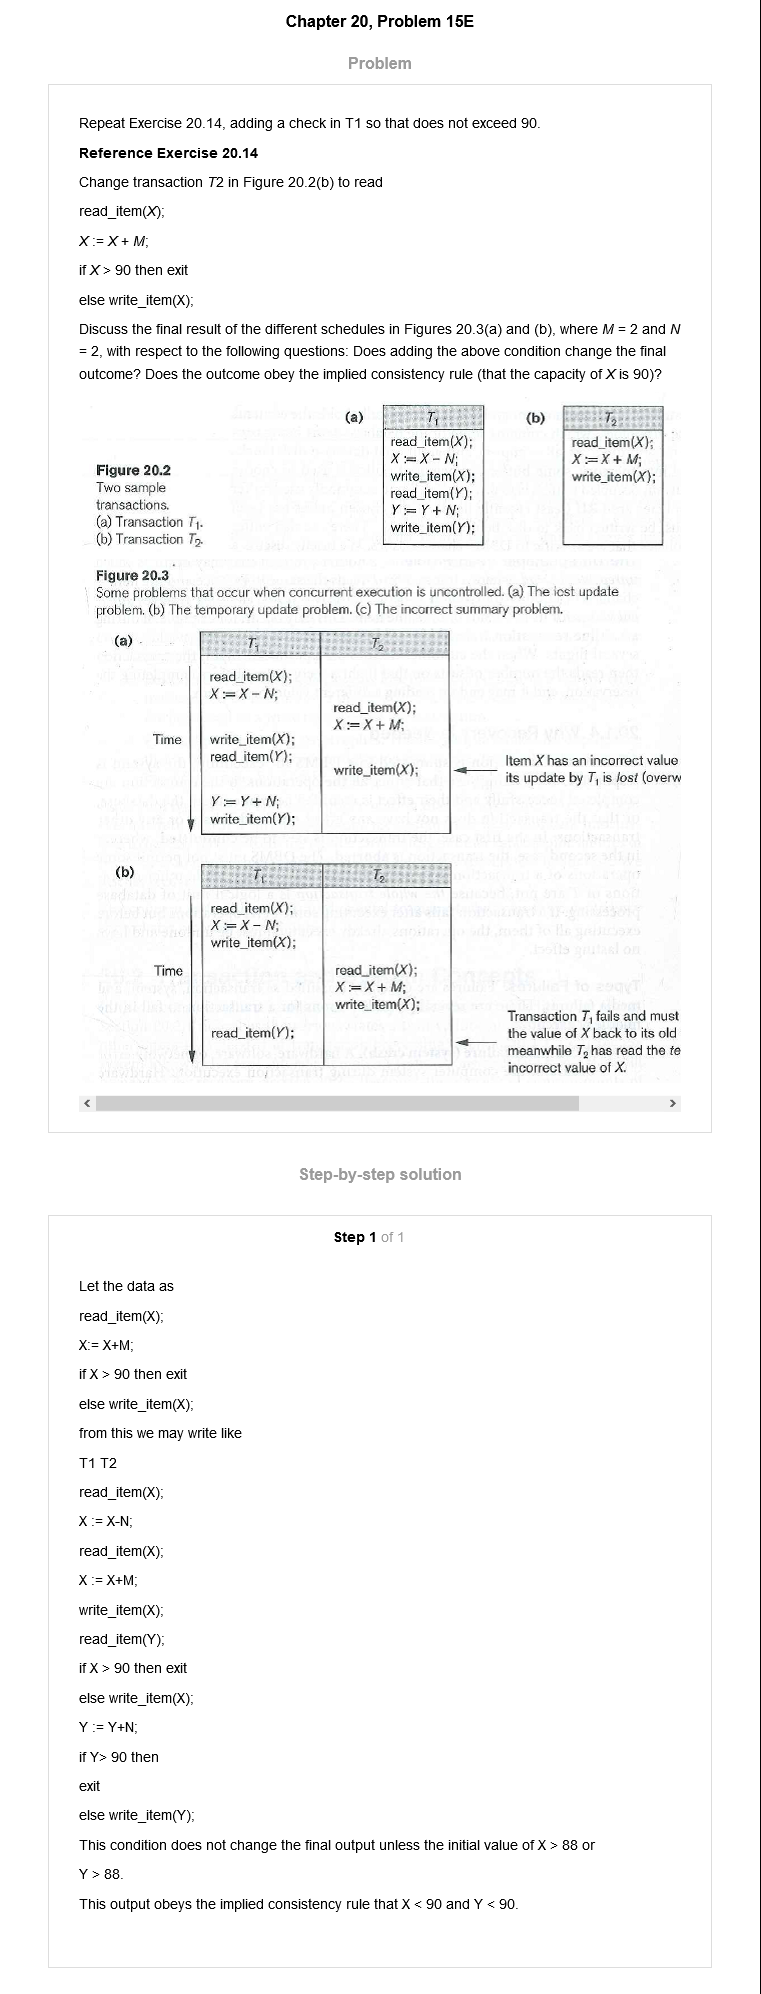 Chapter 20, Problem 15E
Problem
Repeat Exercise 20.14, adding a check in T1 so that does not exceed 90.
Reference Exercise 20.14
Change transaction T2 in Figure 20.2(b) to read
read_item(X);
X := X + M;
if X > 90 then exit
else write_item(X);
Discuss the final result of the different schedules in Figures 20.3(a) and (b), where M = 2 and N
= 2, with respect to the following questions: Does adding the above condition change the final
outcome? Does the outcome obey the implied consistency rule (that the capacity of X is 90)?
(a)
T1
read_item(X);
X := X – N;
write_item(X);
read_item(Y);
Y := Y + N;
write_item(Y);
(b)
T2
read_item(X);
X := X + M;
write_item(X);
Figure 20.2
Two sample
transactions.
(a) Transaction T1.
(b) Transaction T2.
Figure 20.3
Some problems that occur when concurrent execution is uncontrolled. (a) The lost update
problem. (b) The temporary update problem. (c) The incorrect summary problem.
(a)
T1 T2
read_item(X);
X := X – N;
read_item(X);
X := X + M;
Time
write_item(X);
read_item(Y);
write_item(X);
Item X has an incorrect value
its update by T1 is lost (overw
Y := Y + N;
write_item(Y);
(b)
T1 T2
read_item(X);
X := X – N;
write_item(X);
Time
read_item(X);
X := X + M;
write_item(X);
read_item(Y);
Transaction T1 fails and must
the value of X back to its old
meanwhile T2 has read the te
incorrect value of X.
Step-by-step solution
Step 1 of 1
Let the data as
read_item(X);
X:= X+M;
if X > 90 then exit
else write_item(X);
from this we may write like
T1 T2
read_item(X);
X := X-N;
read_item(X);
X := X+M;
write_item(X);
read_item(Y);
if X > 90 then exit
else write_item(X);
Y := Y+N;
if Y> 90 then
exit
else write_item(Y);
This condition does not change the final output unless the initial value of X > 88 or
Y > 88.
This output obeys the implied consistency rule that X < 90 and Y < 90.